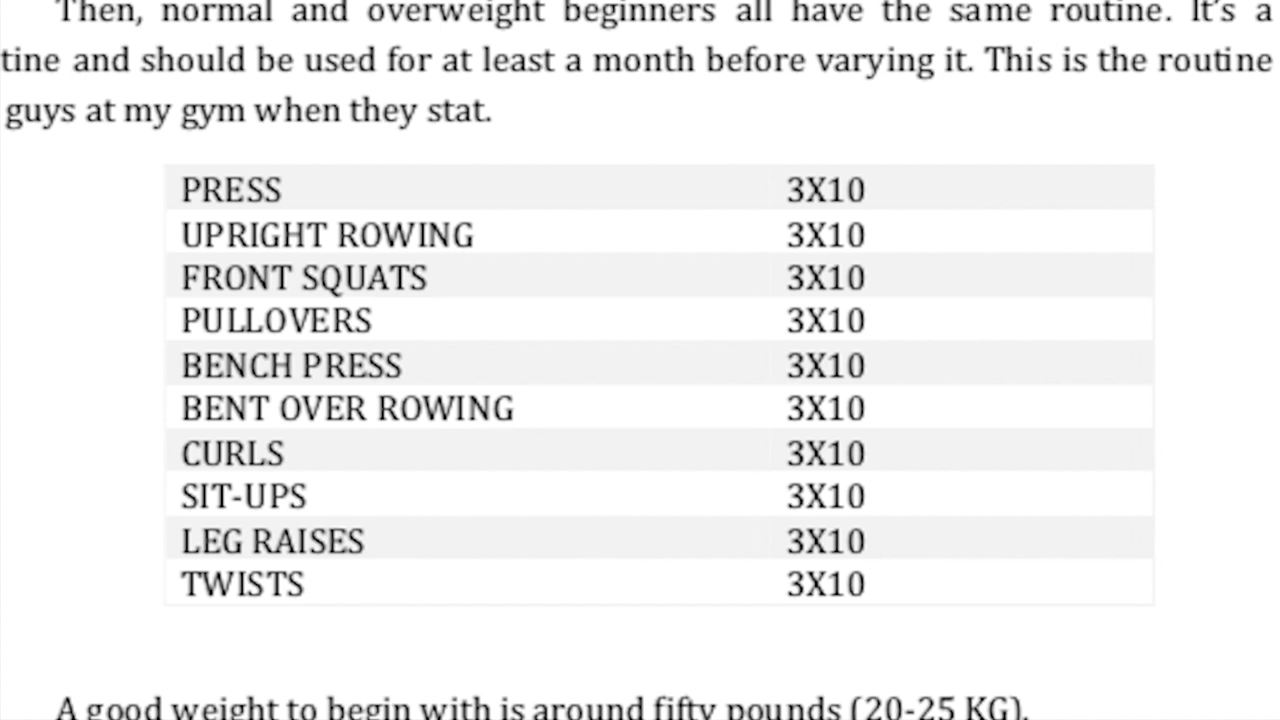 Then, normal and overweight beginners all have the same routine. It's a
tine and should be used for at least a month before varying it. This is the routine
guys at my gym when they stat.
PRESS 3X10
UPRIGHT ROWING 3X10
FRONT SQUATS 3X10
PULLOVERS 3X10
BENCH PRESS 3X10
BENT OVER ROWING 3X10
CURLS 3X10
SIT-UPS 3X10
LEG RAISES 3X10
TWISTS 3X10
A good weight to begin with is around fifty pounds (20-25 KG).